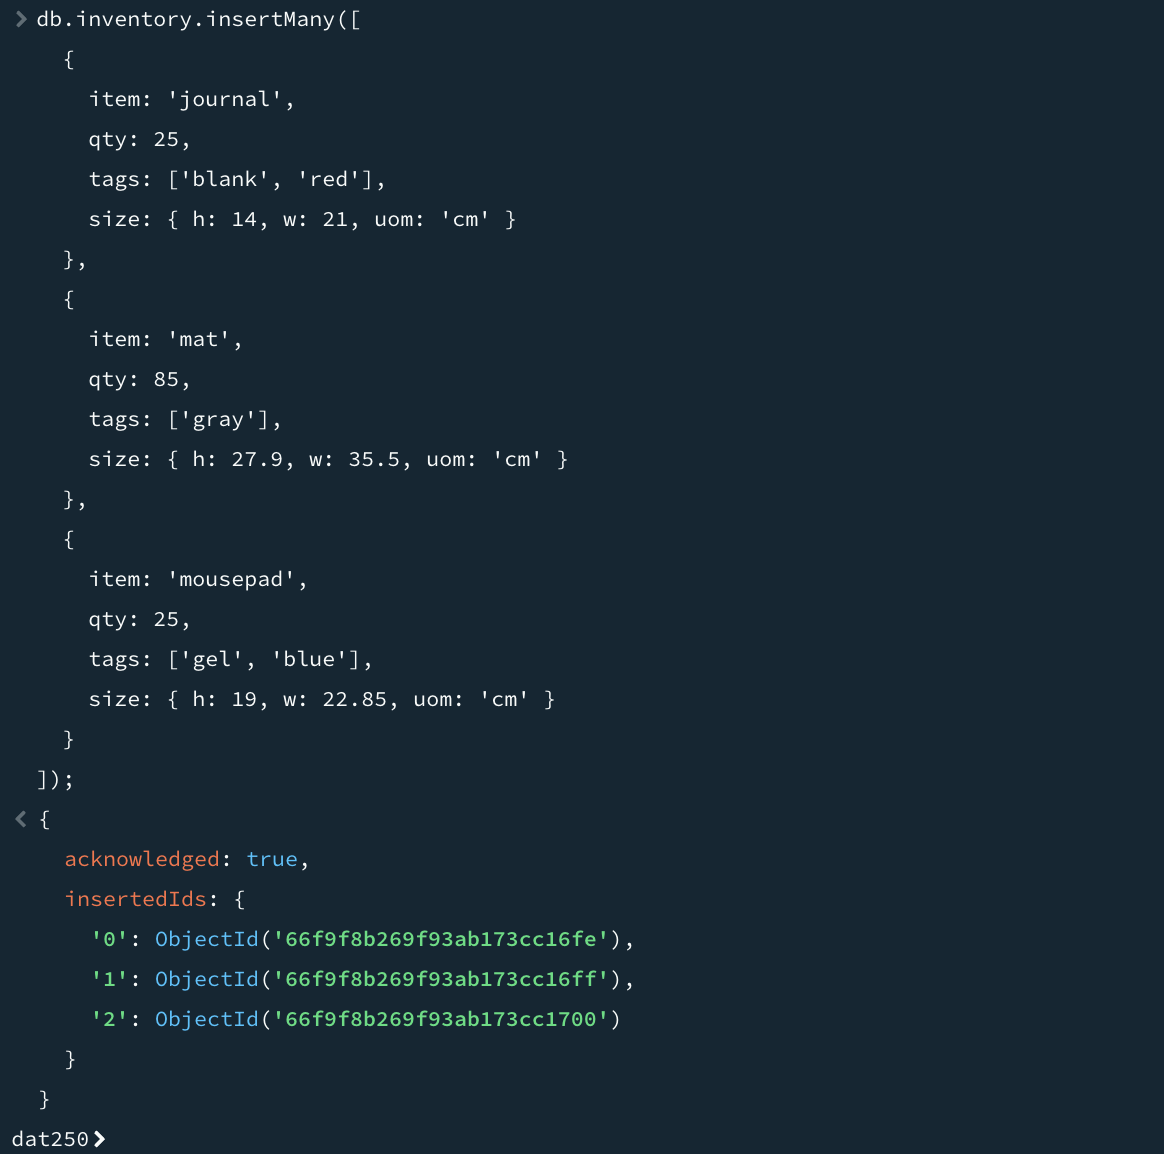 > db.inventory.insertMany([
    {
      item: 'journal',
      qty: 25,
      tags: ['blank', 'red'],
      size: { h: 14, w: 21, uom: 'cm' }
    },
    {
      item: 'mat',
      qty: 85,
      tags: ['gray'],
      size: { h: 27.9, w: 35.5, uom: 'cm' }
    },
    {
      item: 'mousepad',
      qty: 25,
      tags: ['gel', 'blue'],
      size: { h: 19, w: 22.85, uom: 'cm' }
    }
  ]);
< {
    acknowledged: true,
    insertedIds: {
      '0': ObjectId('66f9f8b269f93ab173cc16fe'),
      '1': ObjectId('66f9f8b269f93ab173cc16ff'),
      '2': ObjectId('66f9f8b269f93ab173cc1700')
    }
  }
dat250>